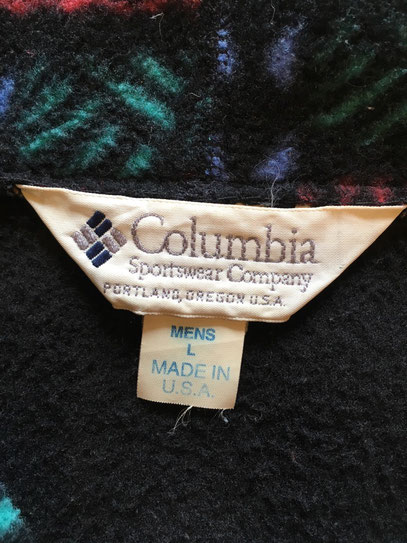 Columbia
Sportswear Company
PORTLAND, OREGON U.S.A.
MENS
L
MADE IN
U.S.A.